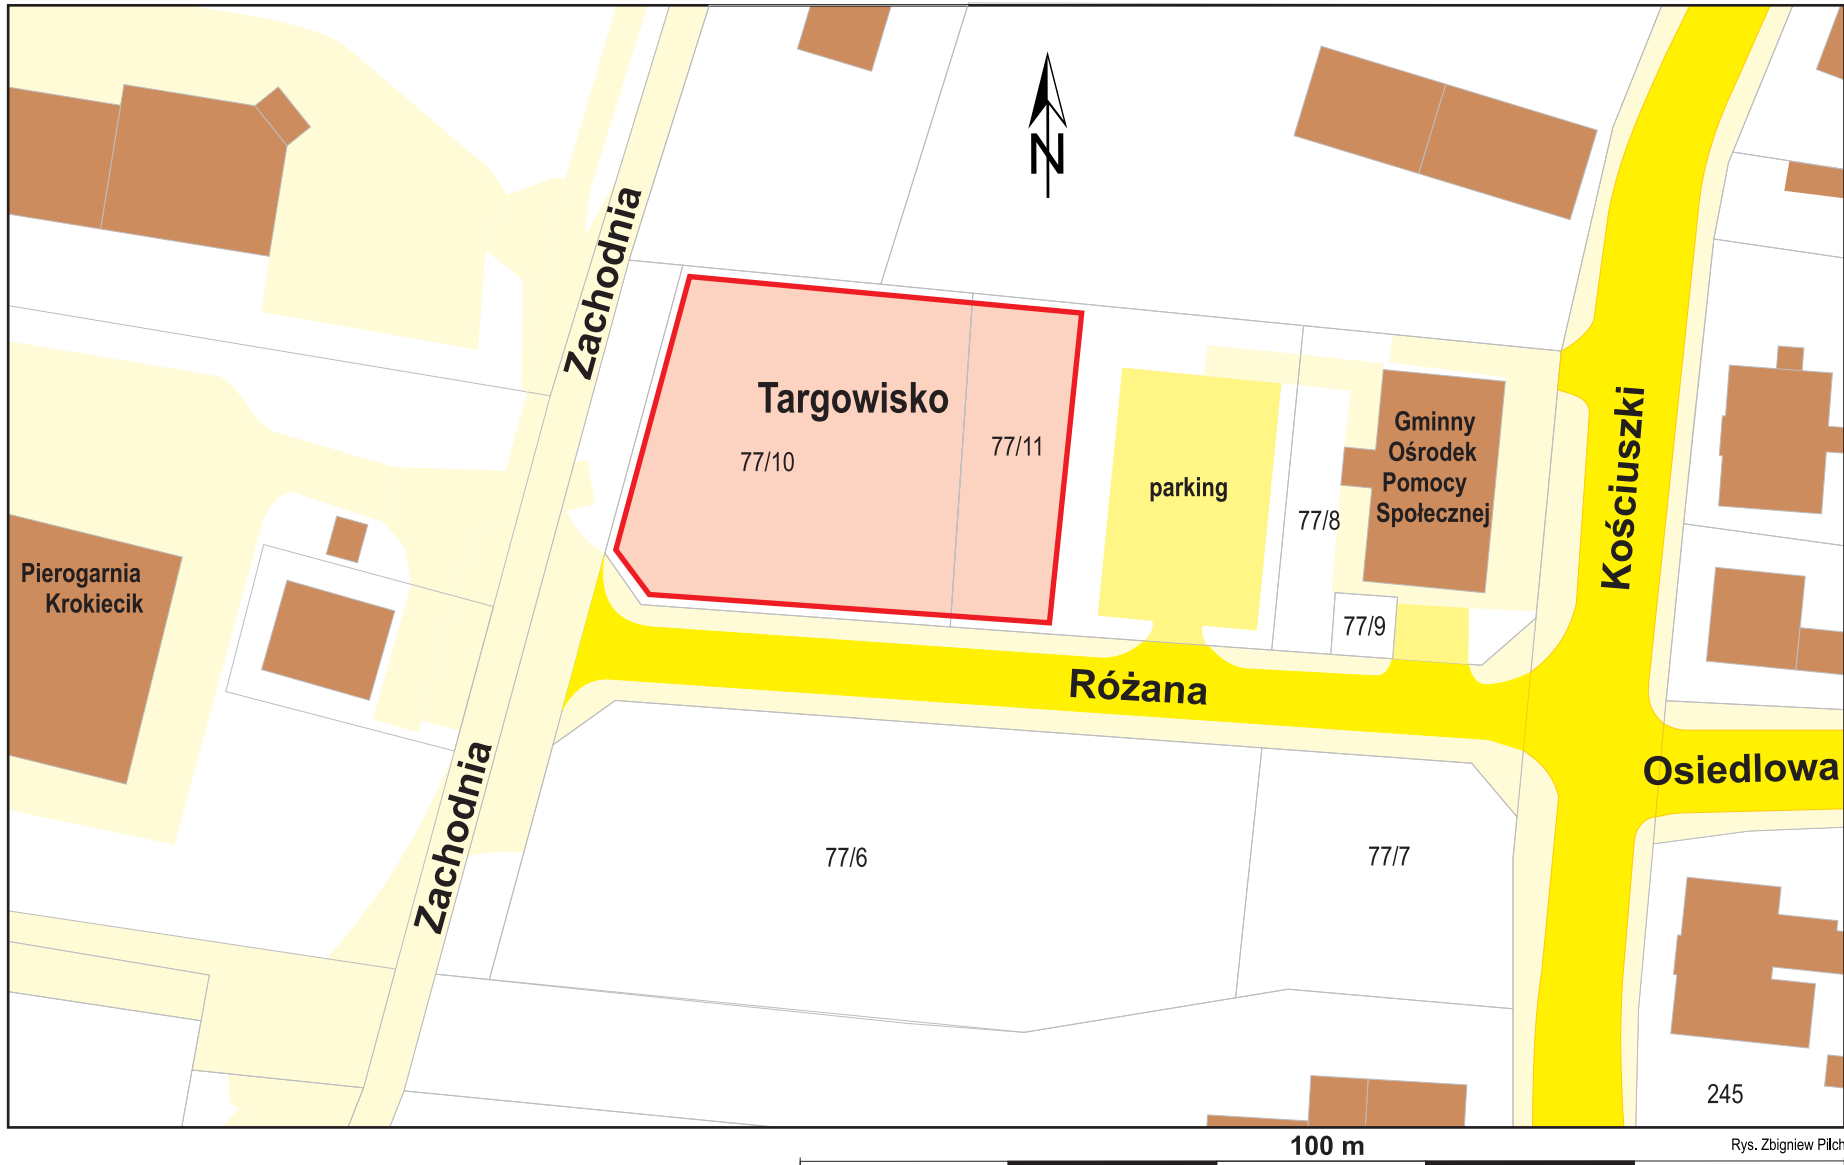 N
Zachodnia
Targowisko
77/10
77/11
parking
77/8
Gminny
Ośrodek
Pomocy
Społecznej
Kościuszki
Pierogarnia
Krokiecik
77/9
Różana
Osiedlowa
Zachodnia
77/6
77/7
245
100 m
Rys. Zbigniew Pilch